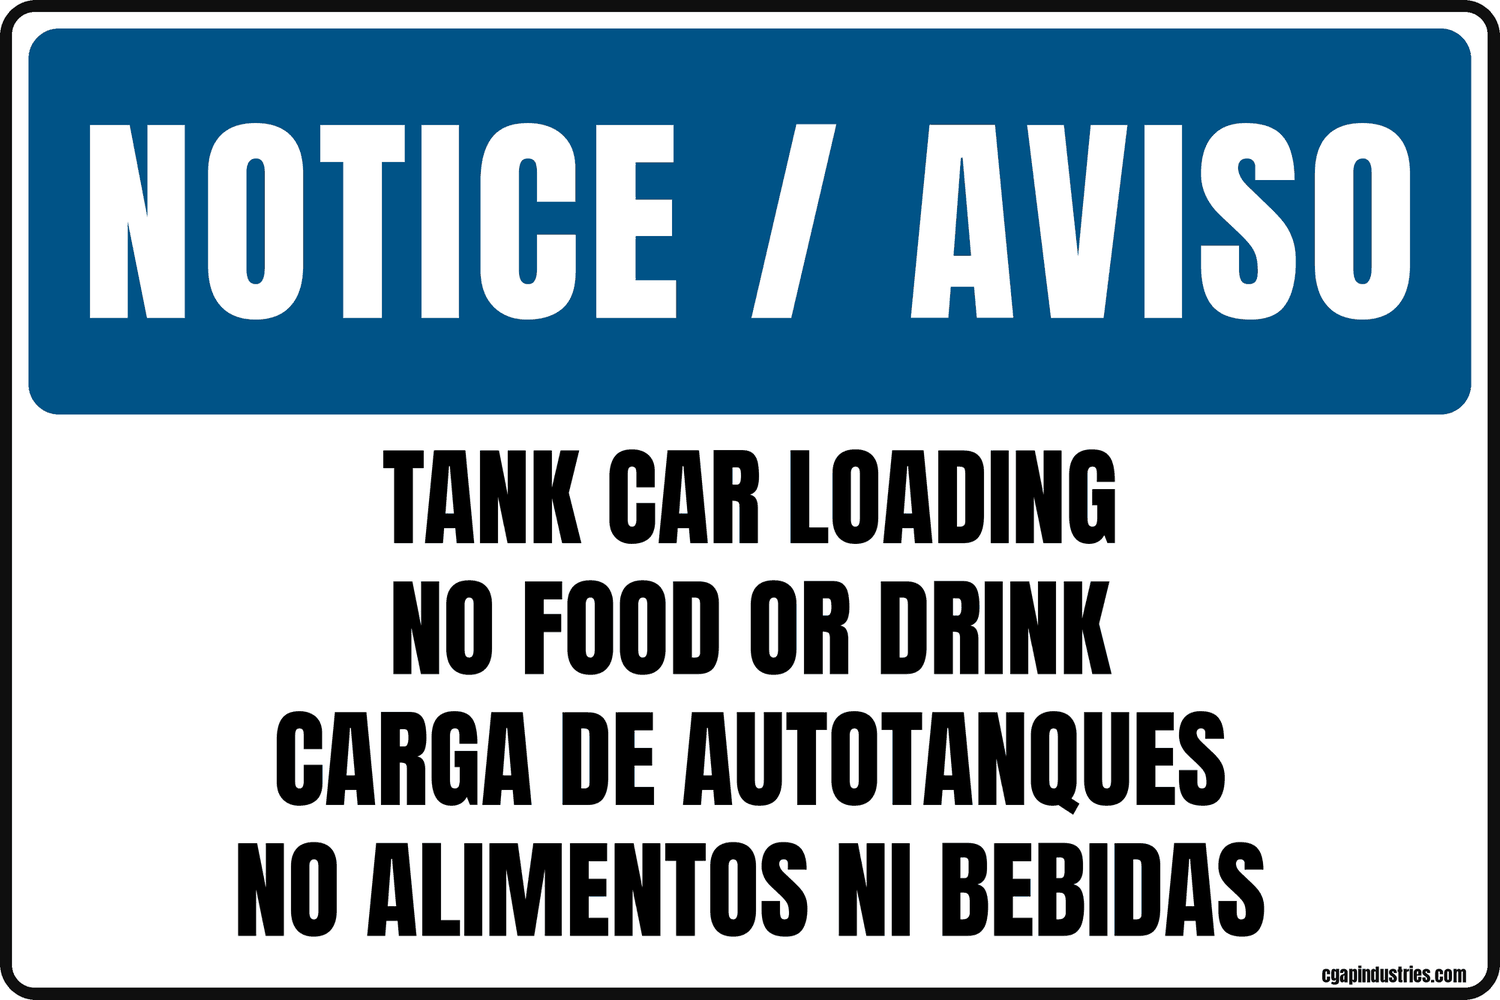 NOTICE / AVISO
TANK CAR LOADING
NO FOOD OR DRINK
CARGA DE AUTOTANQUES
NO ALIMENTOS NI BEBIDAS
cgapindustries.com